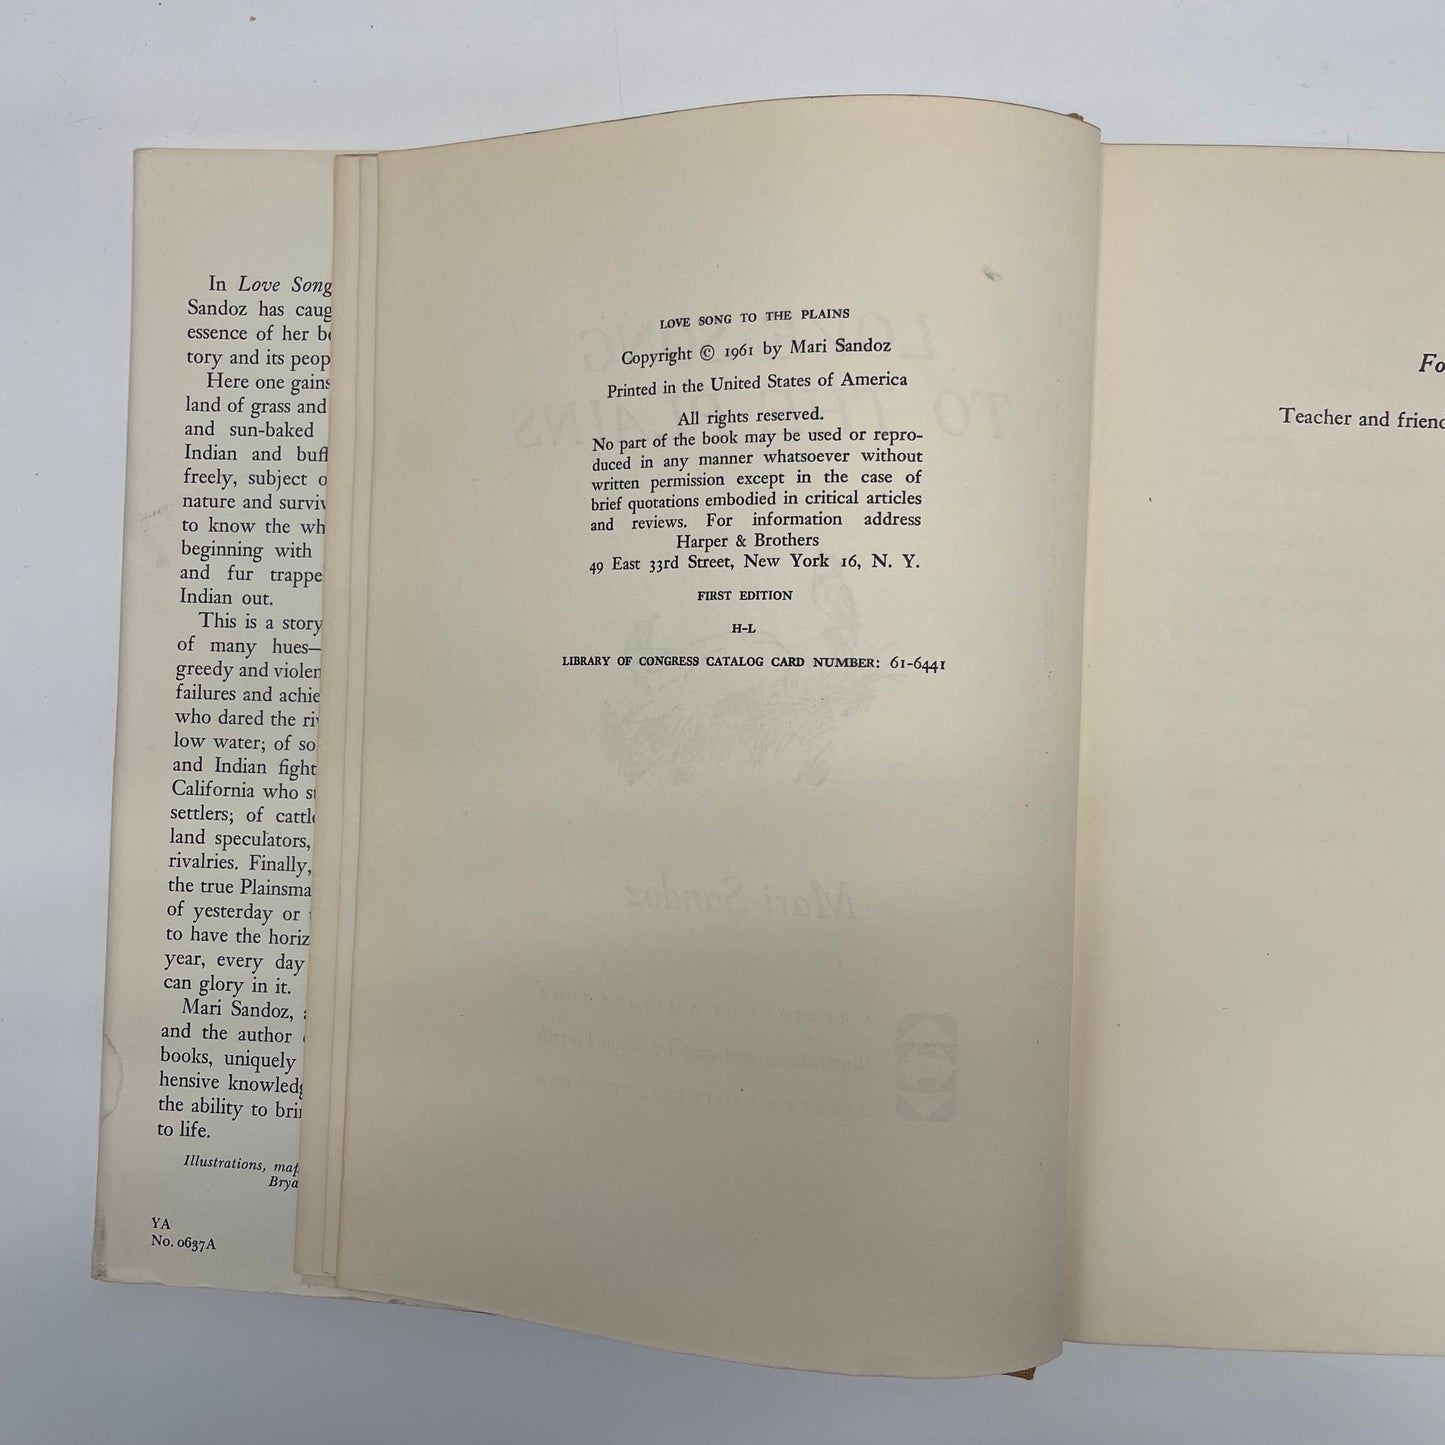 In Love Song
Sandoz has caug
essence of her b
tory and its peop
Here one gains
land of grass and
and sun-baked
Indian and buff
freely, subject o
nature and surviv
to know the wh
beginning with
and fur trappe
Indian out.
This is a story
of many hues—
greedy and violen
failures and achie
who dared the ri
low water; of so
and Indian fight
California who s
settlers; of cattl
land speculators,
rivalries. Finally,
the true Plainsma
of yesterday or
to have the horiz
year, every day
can glory in it.
Mari Sandoz,
and the author
books, uniquely
hensive knowledg
the ability to bri
to life.
Illustrations, map
Brya
YA
No. 0637A
LOVE SONG TO THE PLAINS
Copyright © 1961 by Mari Sandoz
Printed in the United States of America
All rights reserved.
No part of the book may be used or repro-
duced in any manner whatsoever without
written permission except in the case of
brief quotations embodied in critical articles
and reviews. For information address
Harper & Brothers
49 East 33rd Street, New York 16, N. Y.
FIRST EDITION
H-L
LIBRARY OF CONGRESS CATALOG CARD NUMBER: 61-6441
Fo
Teacher and frien